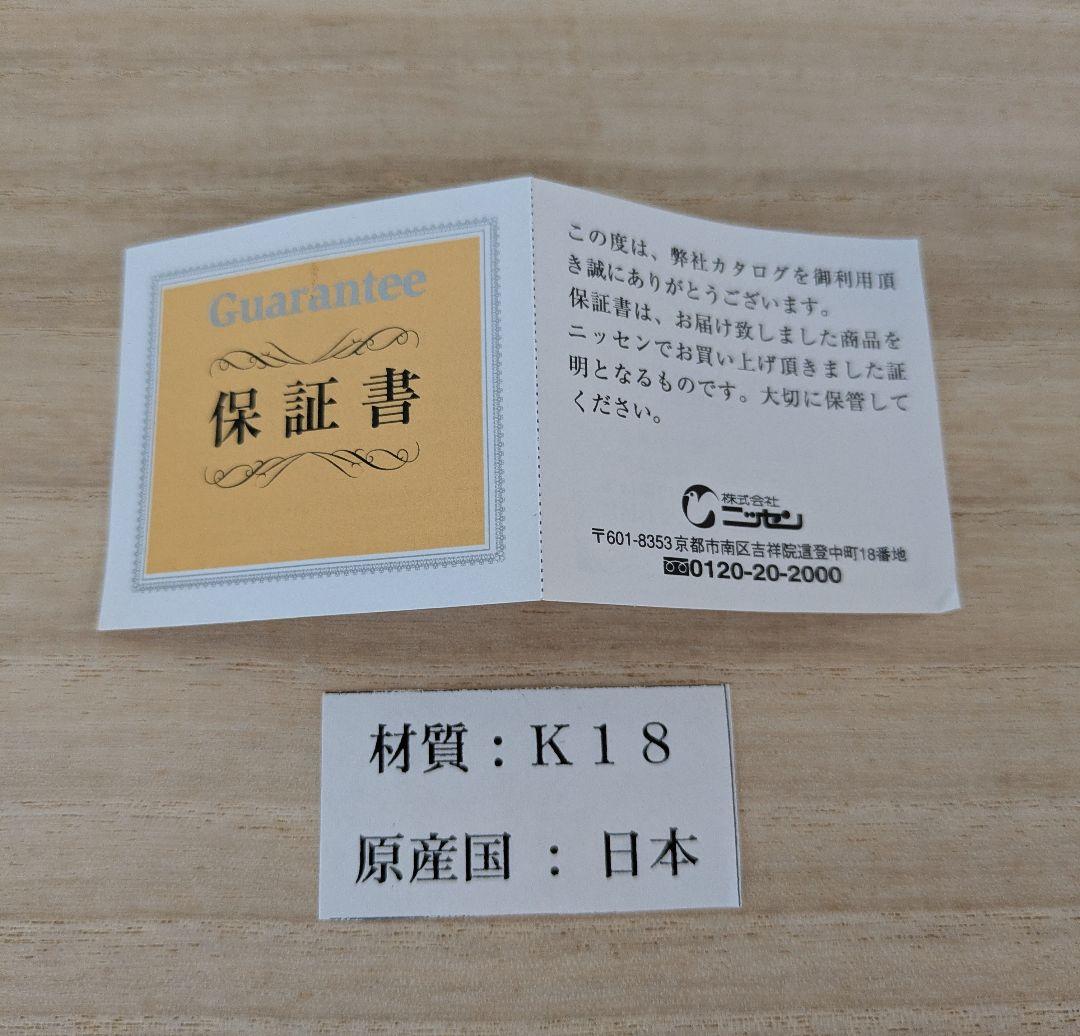 Guarantee
保証書
この度は、弊社カタログを御利用頂
き誠にありがとうございます。
保証書は、お届け致しました商品を
ニッセンでお買い上げ頂きました証
明となるものです。大切に保管して
ください。
株式会社
ニッセン
〒601-8353京都市南区吉祥院這登中町18番地
0120-20-2000
材質：K18
原産国：日本